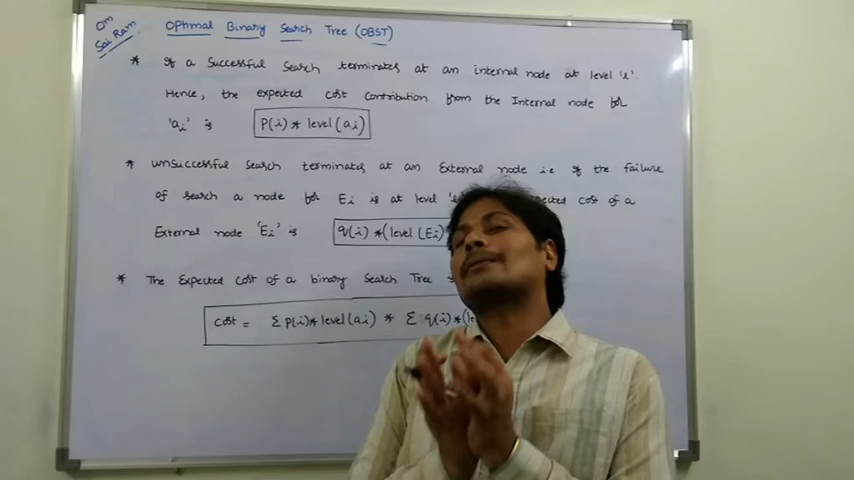 Om
Sai Ram
Optimal Binary Search Tree (OBST)
* If a successful search terminates at an internal node at level 'l'.
Hence, the expected cost contribution from the Internal node for
'ai' is P(i)* level(ai)
* unsuccessful search terminates at an External node i.e if the failure
of search a node for Ei is at level cost of a
External node 'Ei' is q(i)*(level(Ei)
* The Expected cost of a binary search Tree
cost = Σ P(i)*level(ai) * Σ q(i)*(